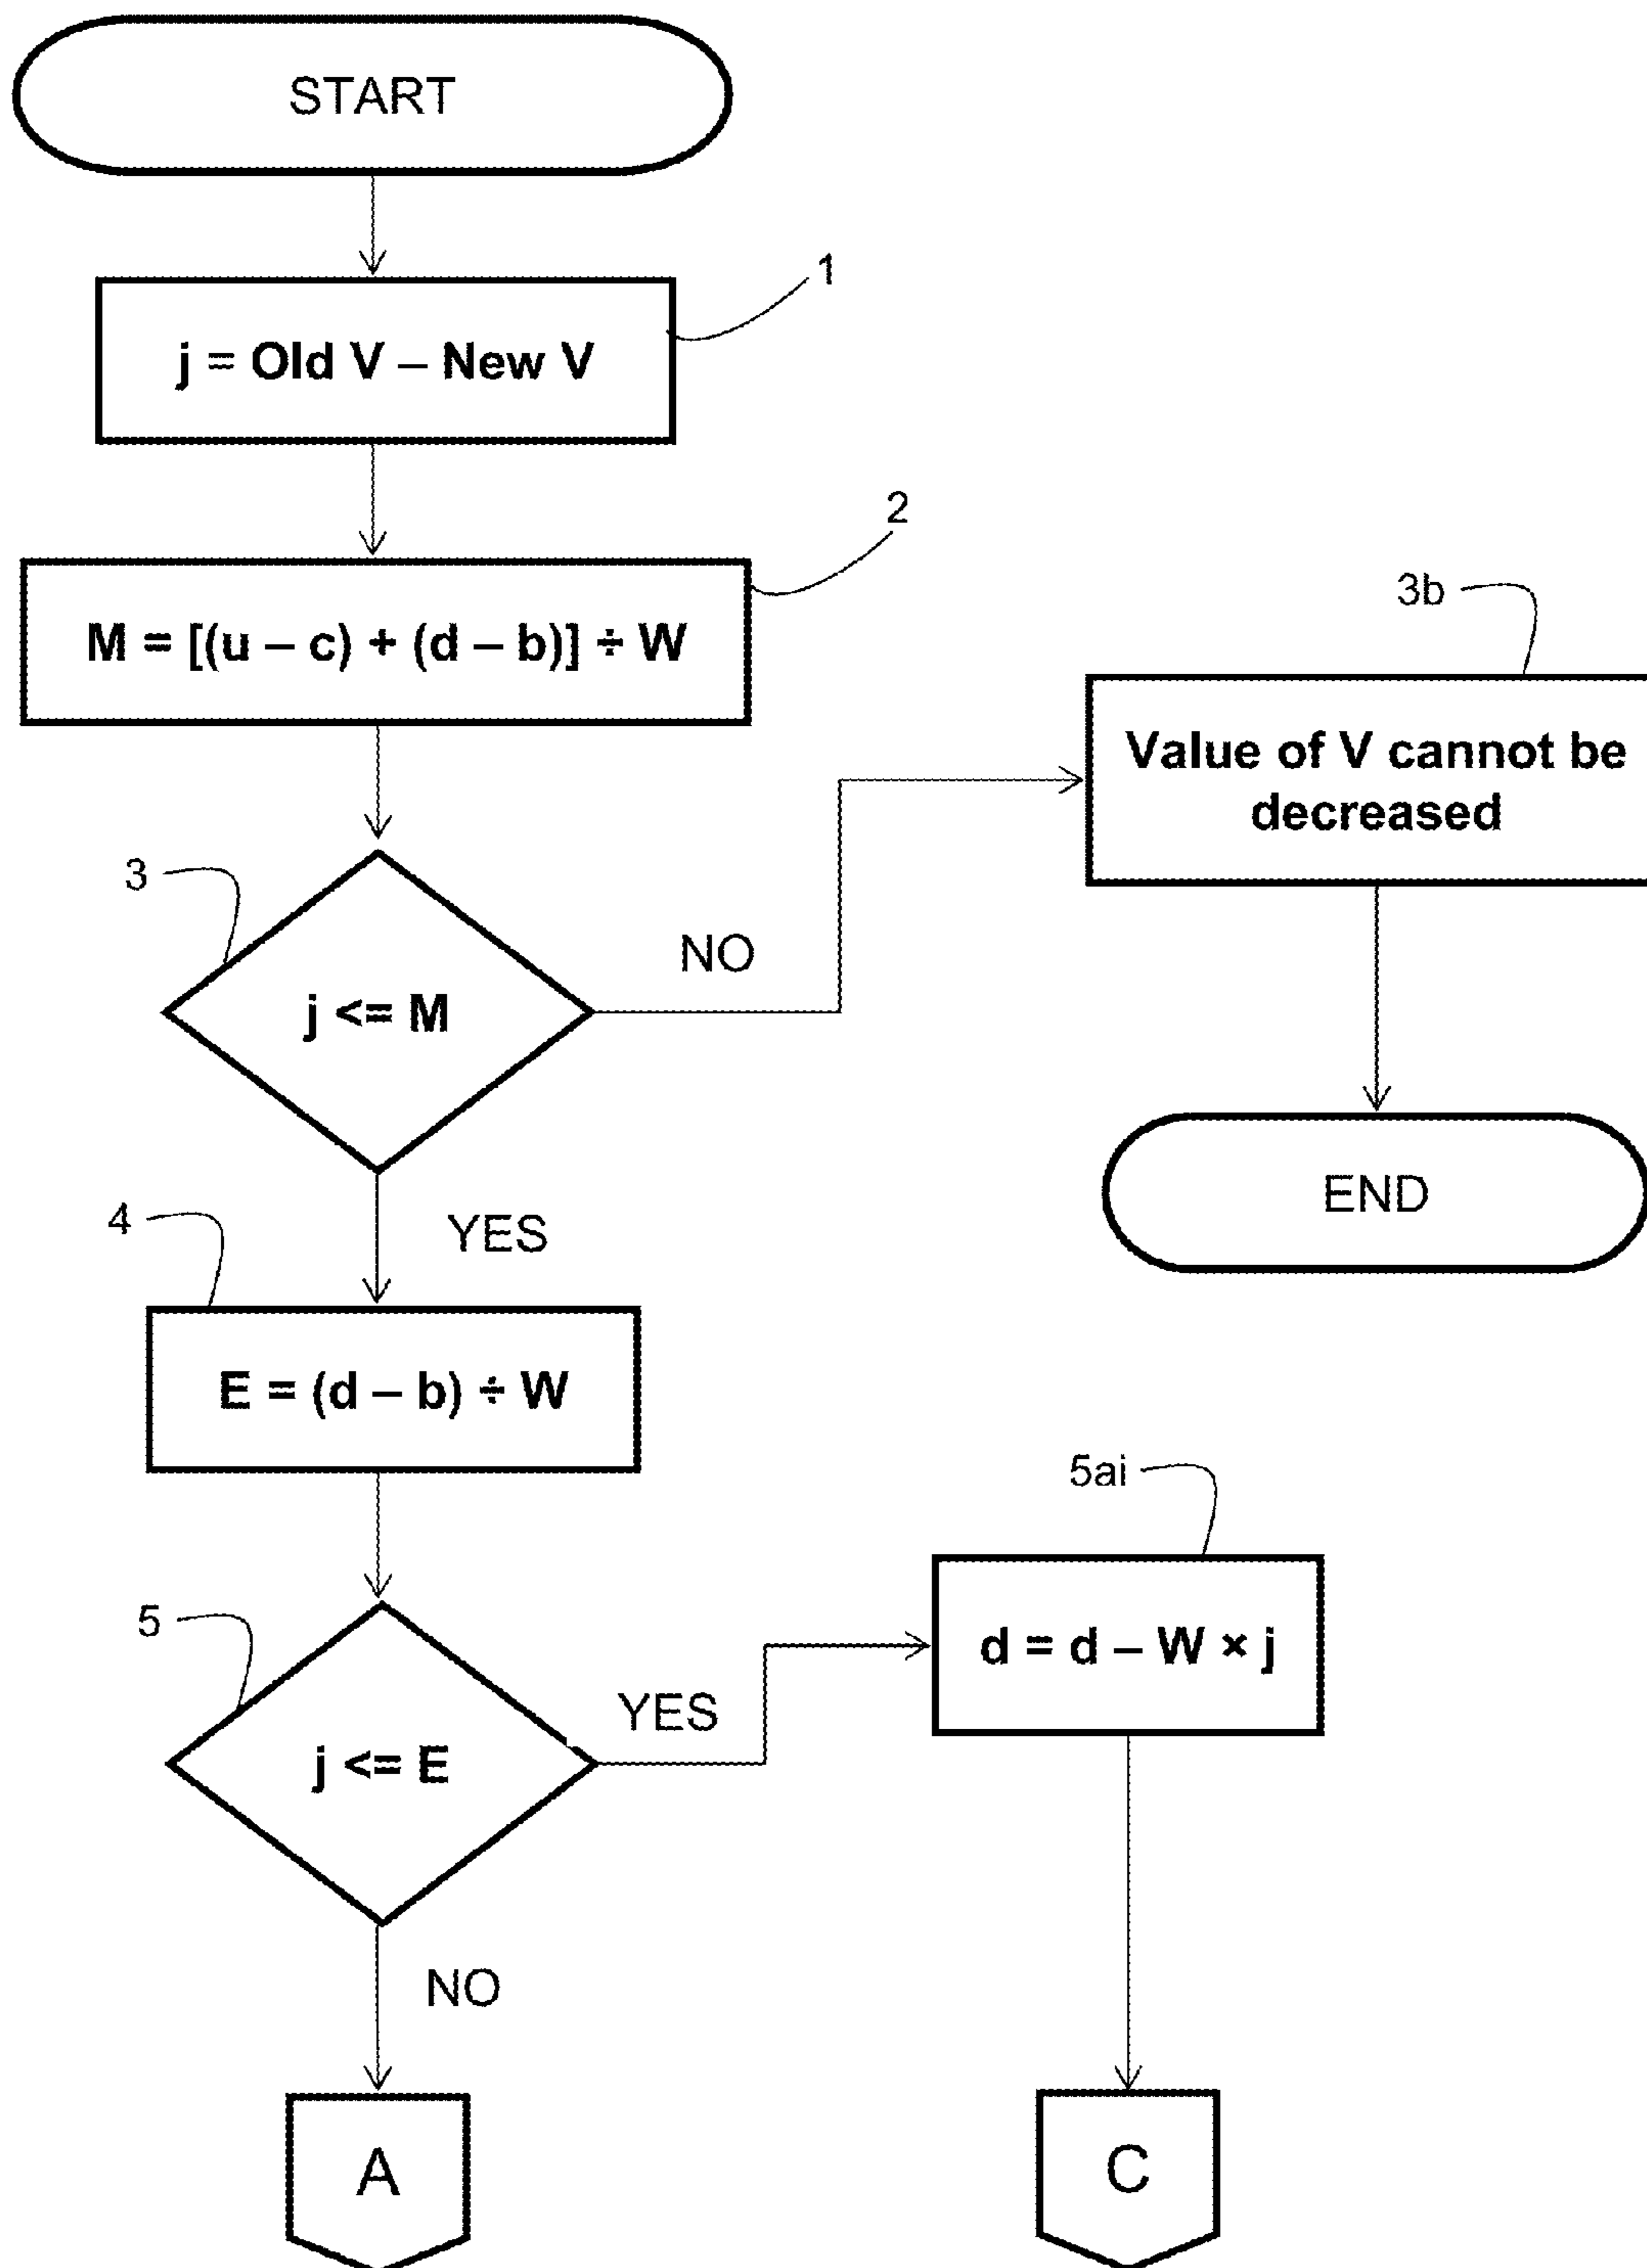 START
1
j = Old V – New V
2
M = [(u – c) + (d – b)] ÷ W
3b
Value of V cannot be
decreased
3
NO
j <= M
END
YES
4
E = (d – b) ÷ W
5ai
d = d – W × j
5
YES
j <= E
NO
A
C